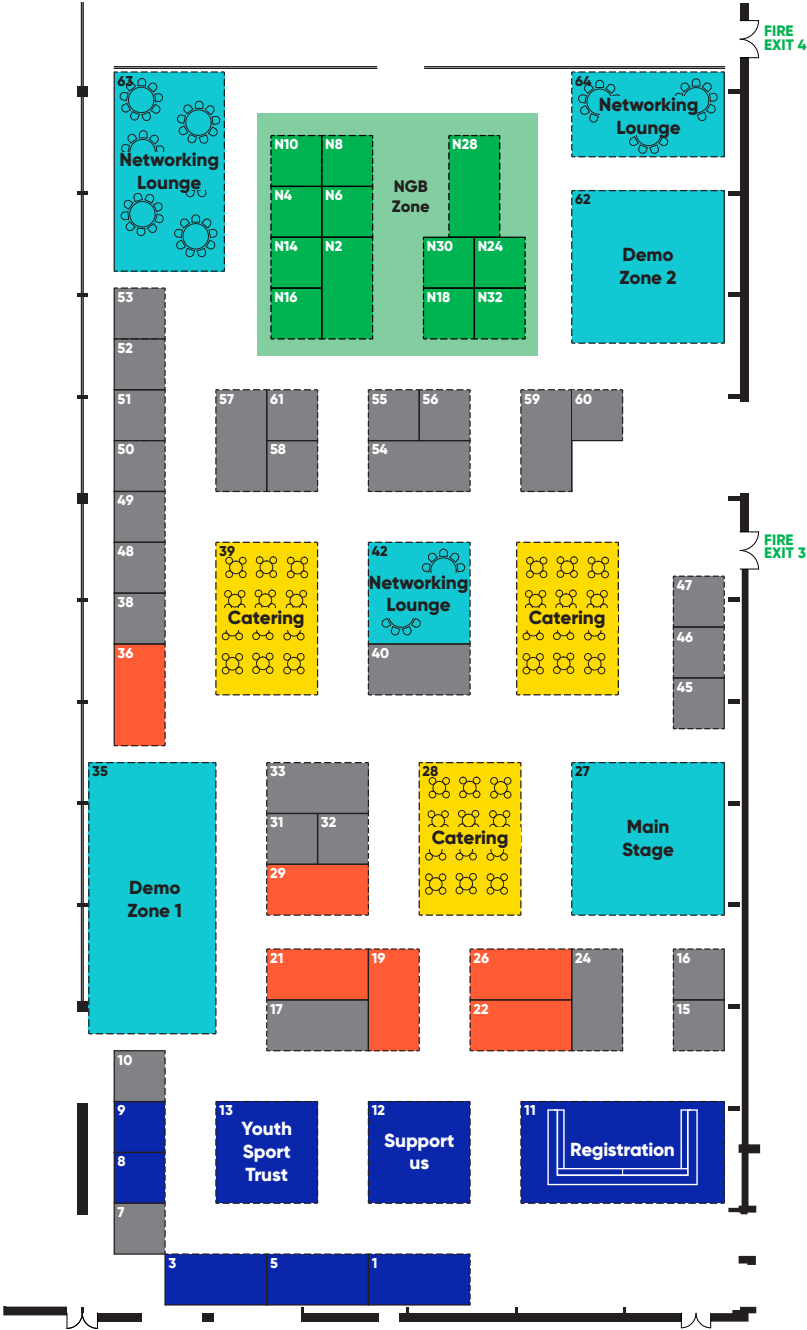 FIRE
EXIT 4
63
Networking
Lounge
64
Networking
Lounge
N10
N8
N28
N4
N6
NGB
Zone
N14
N2
N30
N24
N16
N18
N32
62
Demo
Zone 2
53
52
51
50
49
48
38
36
57
61
58
55
56
54
59
60
FIRE
EXIT 3
39
Catering
42
Networking
Lounge
40
Catering
47
46
45
35
Demo
Zone 1
33
31
32
29
28
Catering
27
Main
Stage
21
19
17
26
24
22
16
15
10
9
8
7
13
Youth
Sport
Trust
12
Support
us
11
Registration
3
5
1